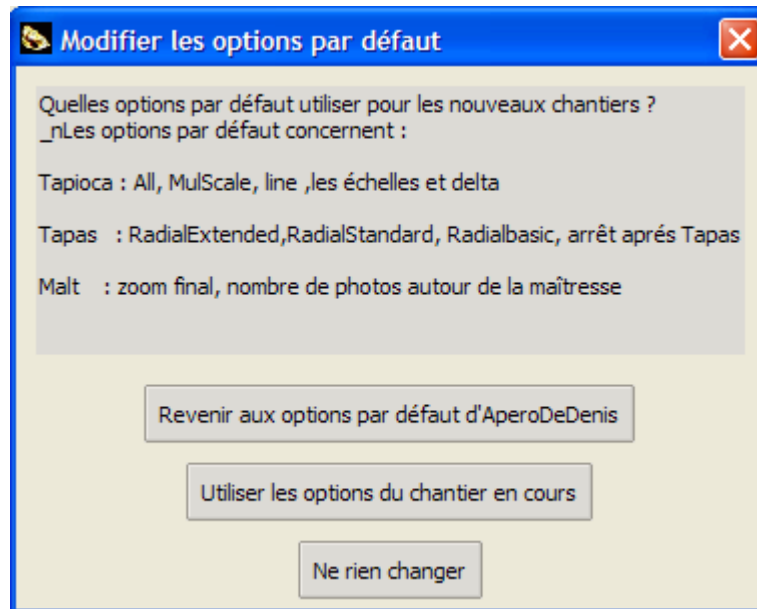 Modifier les options par défaut
Quelles options par défaut utiliser pour les nouveaux chantiers ?
_nLes options par défaut concernent :
Tapioca : All, MulScale, line ,les échelles et delta
Tapas : RadialExtended,RadialStandard, Radialbasic, arrêt aprés Tapas
Malt : zoom final, nombre de photos autour de la maîtresse
Revenir aux options par défaut d'AperoDeDenis
Utiliser les options du chantier en cours
Ne rien changer